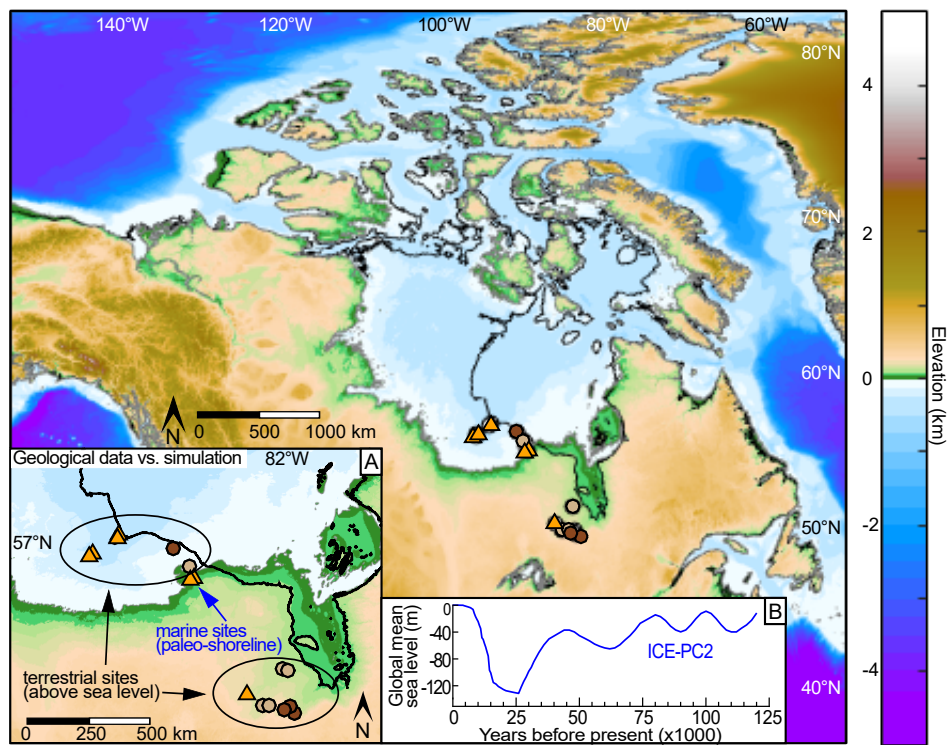 120°W 140°W 100°W 80°W 60°W
80°N
70°N
60°N
50°N
40°N
N
0 500 1000 km
4
2
0
-2
-4
Elevation (km)
Geological data vs. simulation
82°W
A
57°N
marine sites
(paleo-shoreline)
terrestrial sites
(above sea level)
0 250 500 km
N
B
Global mean
sea level (m)
0
-40
-80
-120
ICE-PC2
0 25 50 75 100 125
Years before present (x1000)